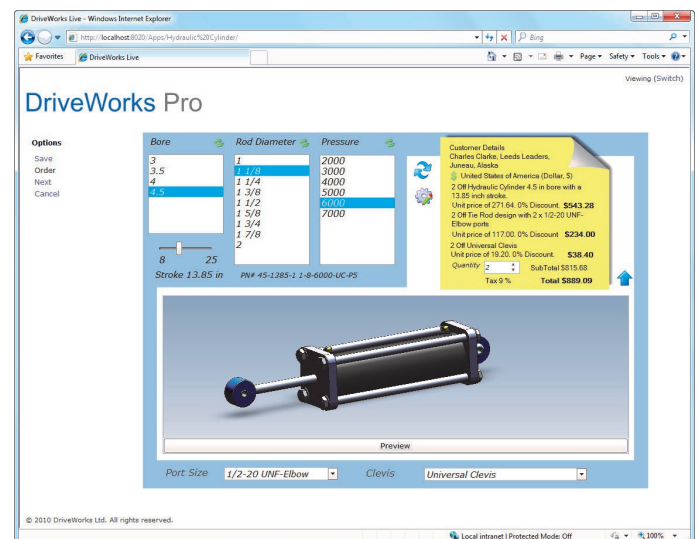 DriveWorks Live - Windows Internet Explorer
http://localhost:8020/Apps/Hydraulic%20Cylinder/
Bing
Favorites
DriveWorks Live
Page
Safety
Tools
Viewing (Switch)
DriveWorks Pro
Options
Save
Order
Next
Cancel
Bore
3
3.5
4
4.5
8 25
Stroke 13.85 in
Rod Diameter
1
1 1/8
1 1/4
1 3/8
1 1/2
1 5/8
1 3/4
1 7/8
2
Pressure
2000
3000
4000
5000
6000
7000
PN# 45-1385-1 1-8-6000-UC-P5
Customer Details
Charles Clarke, Leeds Leaders,
Juneau, Alaska
United States of America (Dollar, $)
2 Off Hydraulic Cylinder 4.5 in bore with a
13.85 inch stroke.
Unit price of 271.64. 0% Discount. $543.28
2 Off Tie Rod design with 2 x 1/2-20 UNF-
Elbow ports
Unit price of 117.00. 0% Discount $234.00
2 Off Universal Clevis
Unit price of 19.20. 0% Discount. $38.40
Quantity 2 SubTotal $815.68
Tax 9 % Total $889.09
Preview
Port Size 1/2-20 UNF-Elbow Clevis Universal Clevis
© 2010 DriveWorks Ltd. All rights reserved.
Local intranet | Protected Mode: Off 100%